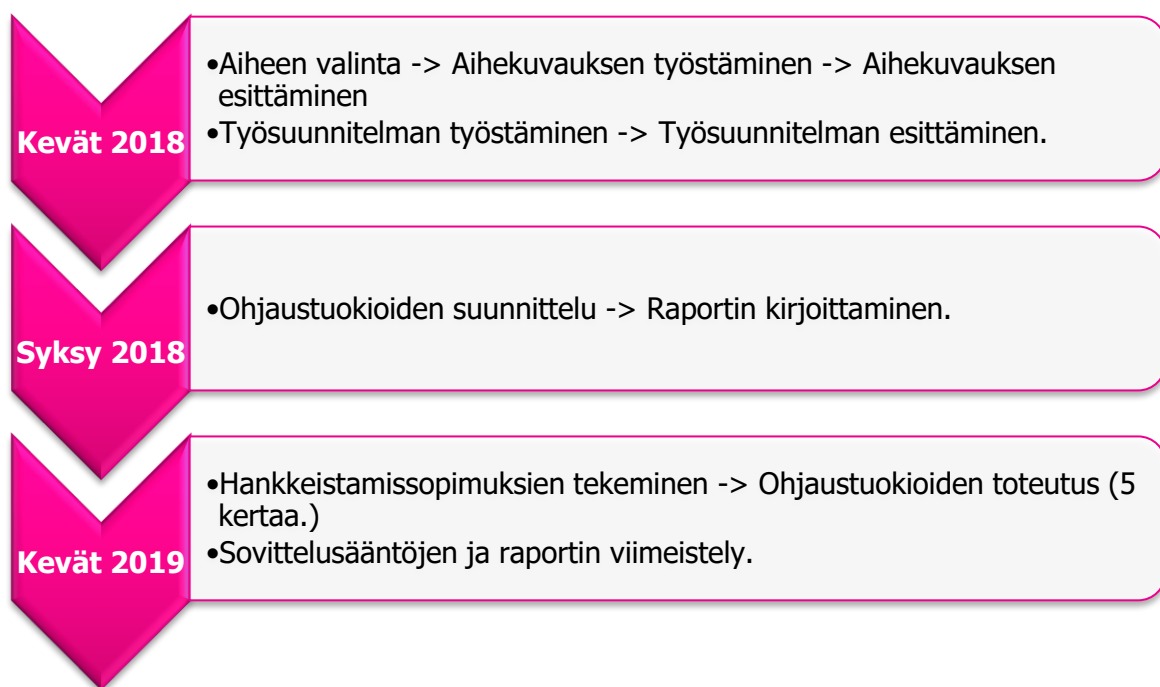 Kevät 2018
•Aiheen valinta -> Aihekuvauksen työstäminen -> Aihekuvauksen
esittäminen
•Työsuunnitelman työstäminen -> Työsuunnitelman esittäminen.
Syksy 2018
•Ohjaustuokioiden suunnittelu -> Raportin kirjoittaminen.
Kevät 2019
•Hankkeistamissopimuksien tekeminen -> Ohjaustuokioiden toteutus (5
kertaa.)
•Sovittelusääntöjen ja raportin viimeistely.